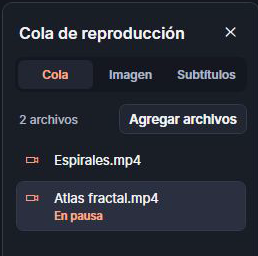 Cola de reproducción
Cola Imagen Subtítulos
2 archivos Agregar archivos
Espirales.mp4
Atlas fractal.mp4
En pausa